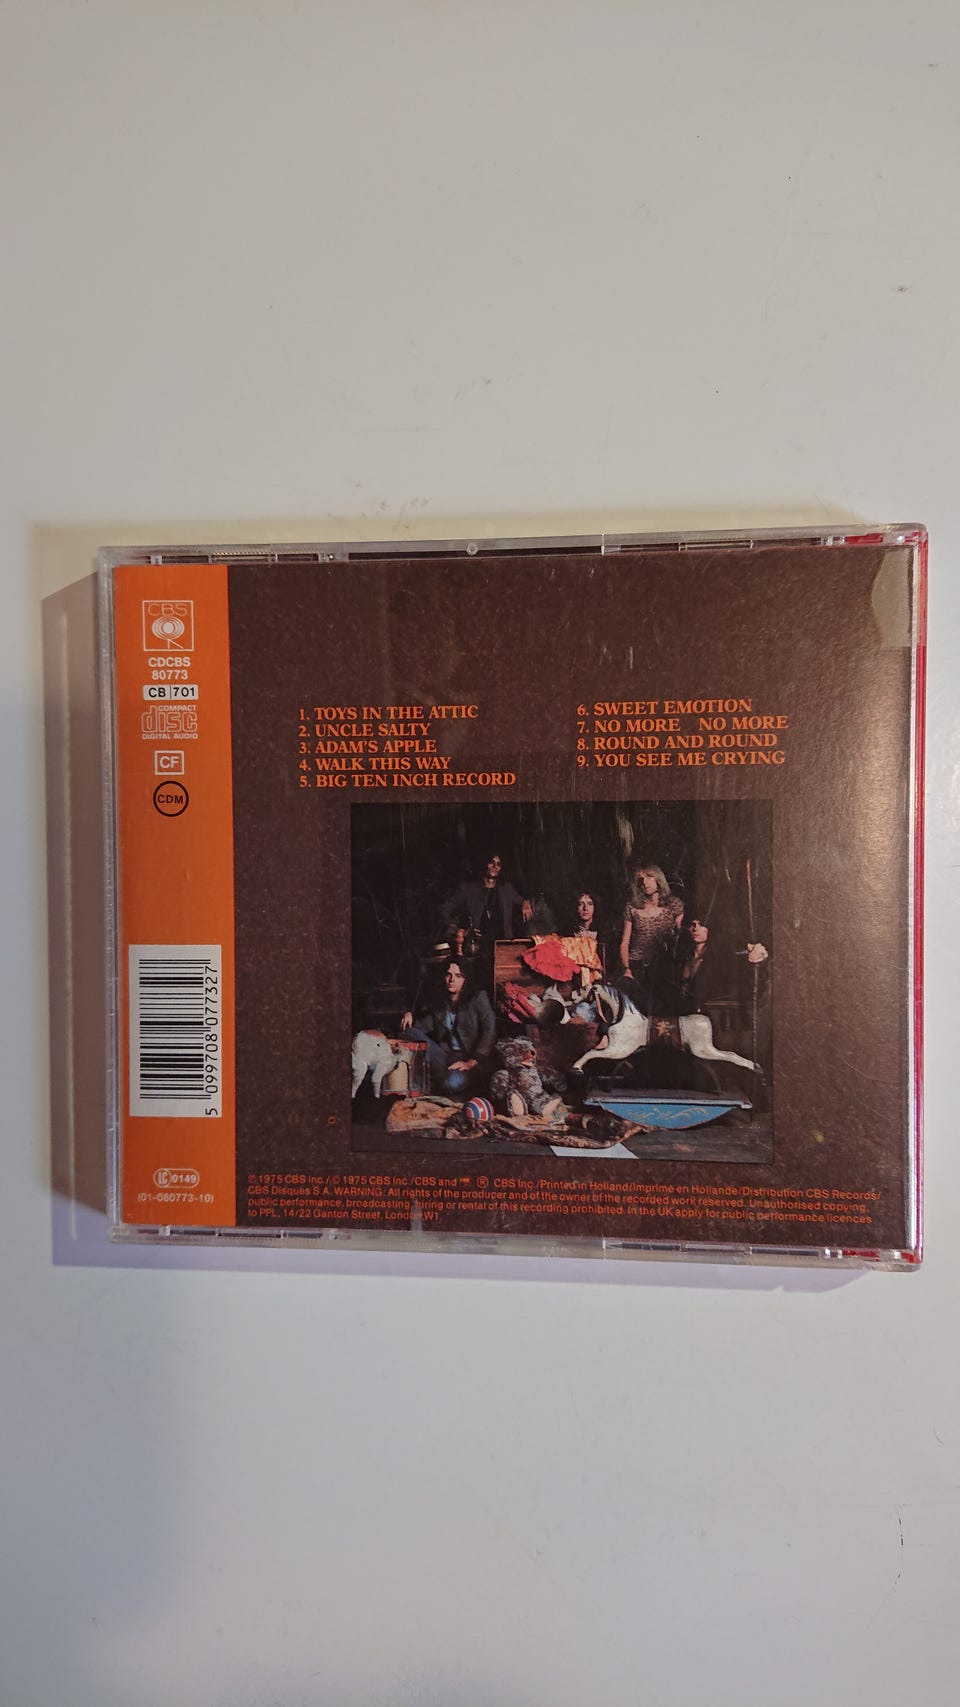 CBS
CDCBS
80773
CB 701
COMPACT
disc
DIGITAL AUDIO
CF
CDM
5 099708 077327
LC 0149
(01-080773-10)
1. TOYS IN THE ATTIC
2. UNCLE SALTY
3. ADAM'S APPLE
4. WALK THIS WAY
5. BIG TEN INCH RECORD
6. SWEET EMOTION
7. NO MORE NO MORE
8. ROUND AND ROUND
9. YOU SEE ME CRYING
℗ 1975 CBS Inc./© 1975 CBS Inc./CBS and ® CBS Inc./Printed in Holland/Imprimé en Hollande/Distribution CBS Records/
CBS Disques S.A. WARNING: All rights of the producer and of the owner of the recorded work reserved. Unauthorised copying,
public performance, broadcasting, hiring or rental of this recording prohibited. In the UK apply for public performance licences
to PPL, 14/22 Ganton Street, London W1.